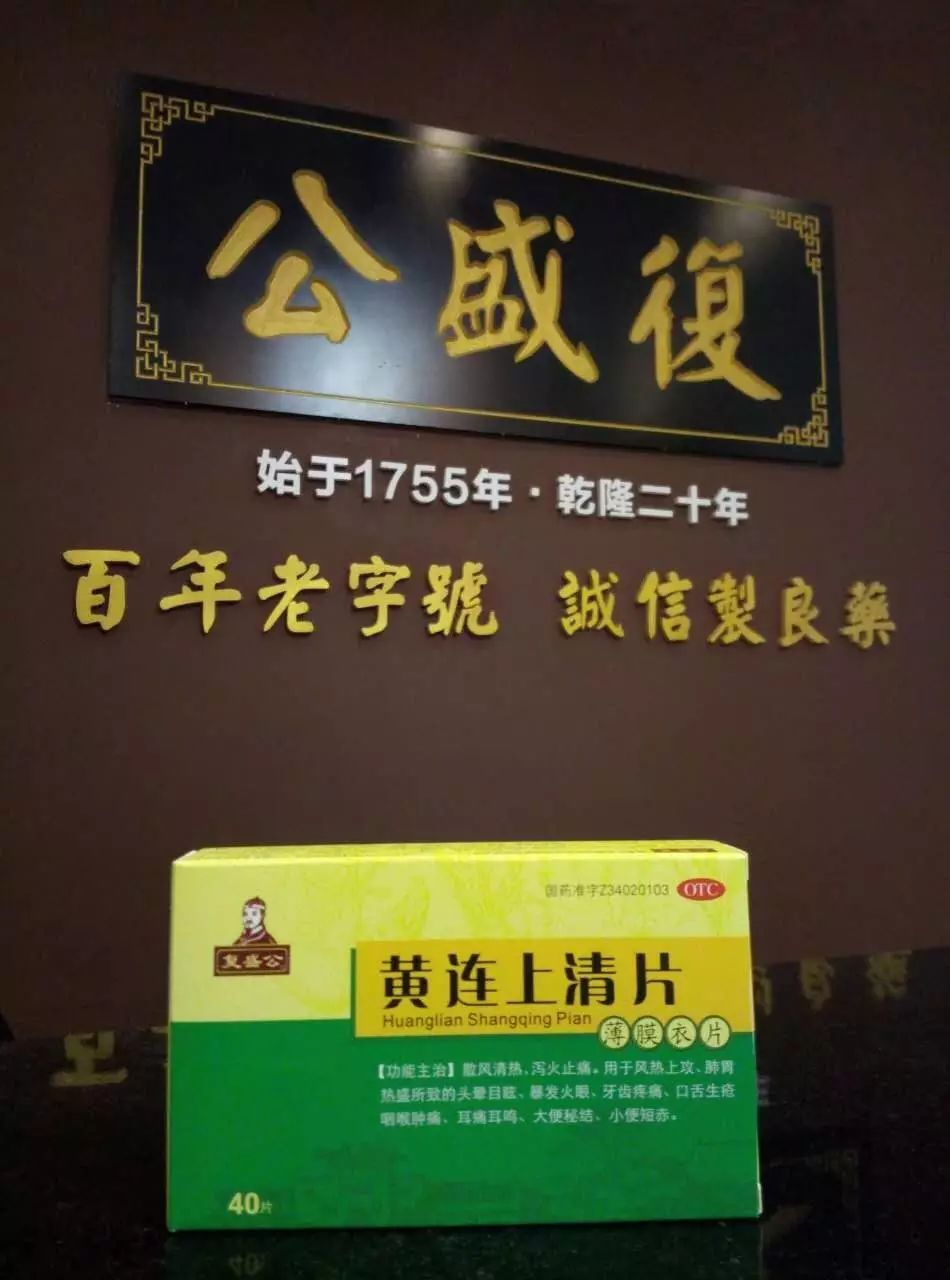 公盛復
始于1755年·乾隆二十年
百年老字號 誠信製良藥
国药准字Z34020103 OTC
复盛公
黄连上清片
Huanglian Shangqing Pian
薄膜衣片
【功能主治】散风清热，泻火止痛。用于风热上攻、肺胃
热盛所致的头晕目眩、暴发火眼、牙齿疼痛、口舌生疮
咽喉肿痛、耳痛耳鸣、大便秘结、小便短赤。
40片